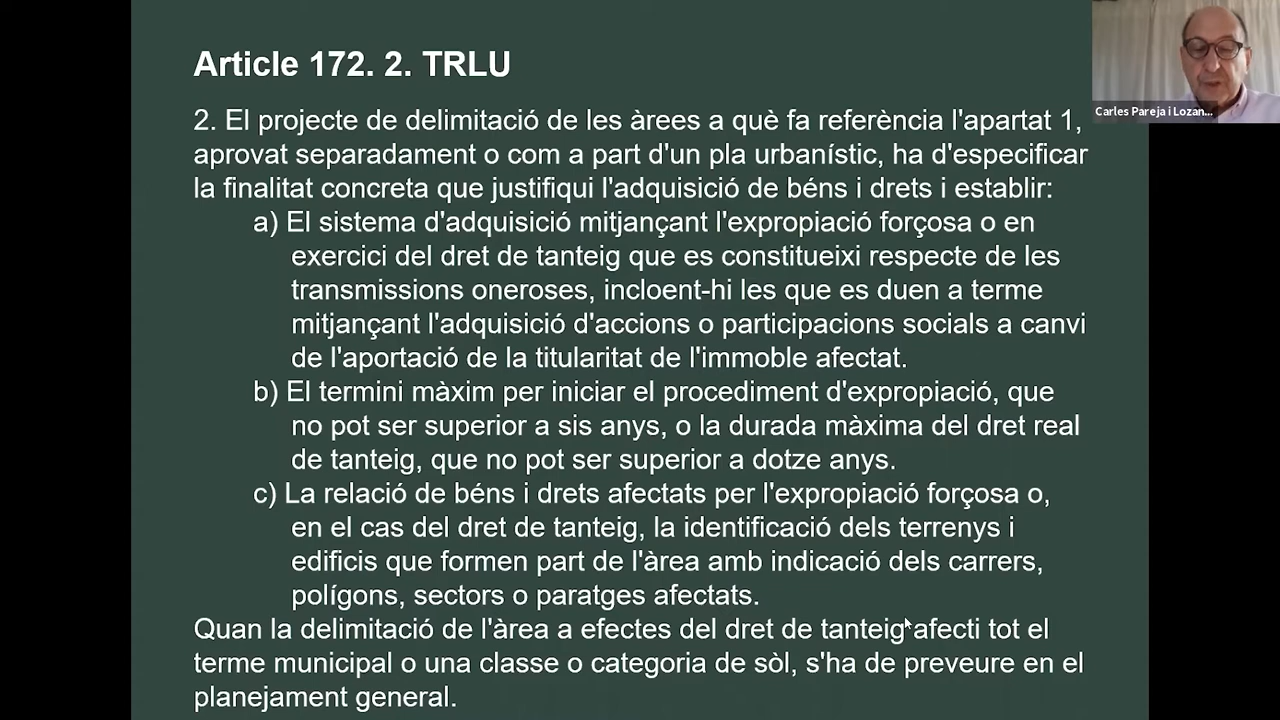 Article 172. 2. TRLU
Carles Pareja i Lozan...
2. El projecte de delimitació de les àrees a què fa referència l'apartat 1,
aprovat separadament o com a part d'un pla urbanístic, ha d'especificar
la finalitat concreta que justifiqui l'adquisició de béns i drets i establir:
a) El sistema d'adquisició mitjançant l'expropiació forçosa o en
exercici del dret de tanteig que es constitueixi respecte de les
transmissions oneroses, incloent-hi les que es duen a terme
mitjançant l'adquisició d'accions o participacions socials a canvi
de l'aportació de la titularitat de l'immoble afectat.
b) El termini màxim per iniciar el procediment d'expropiació, que
no pot ser superior a sis anys, o la durada màxima del dret real
de tanteig, que no pot ser superior a dotze anys.
c) La relació de béns i drets afectats per l'expropiació forçosa o,
en el cas del dret de tanteig, la identificació dels terrenys i
edificis que formen part de l'àrea amb indicació dels carrers,
polígons, sectors o paratges afectats.
Quan la delimitació de l'àrea a efectes del dret de tanteig afecti tot el
terme municipal o una classe o categoria de sòl, s'ha de preveure en el
planejament general.